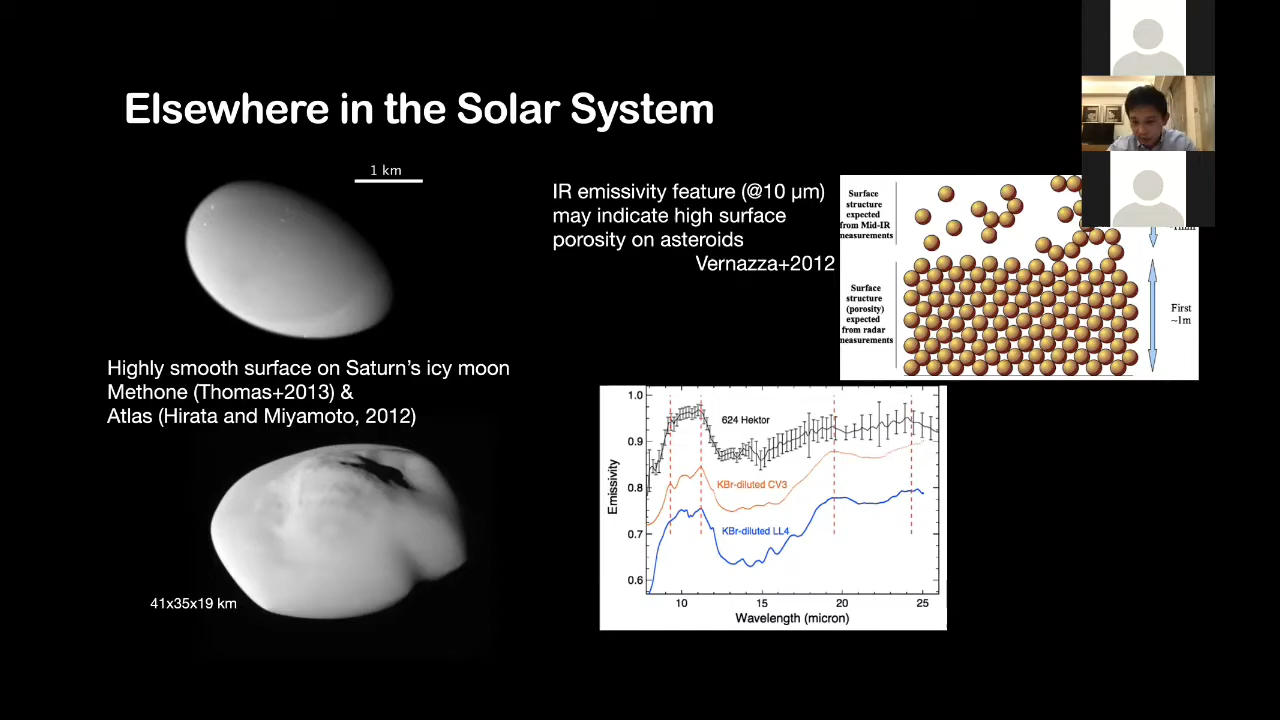 Elsewhere in the Solar System
1 km
Highly smooth surface on Saturn's icy moon
Methone (Thomas+2013) &
Atlas (Hirata and Miyamoto, 2012)
41x35x19 km
IR emissivity feature (@10 μm)
may indicate high surface
porosity on asteroids
Vernazza+2012
Surface
structure
expected
from Mid-IR
measurements
Surface
structure
(porosity)
expected
from radar
measurements
First
~1m
1.0
0.9
0.8
0.7
0.6
Emissivity
624 Hektor
KBr-diluted CV3
KBr-diluted LL4
10
15
20
25
Wavelength (micron)